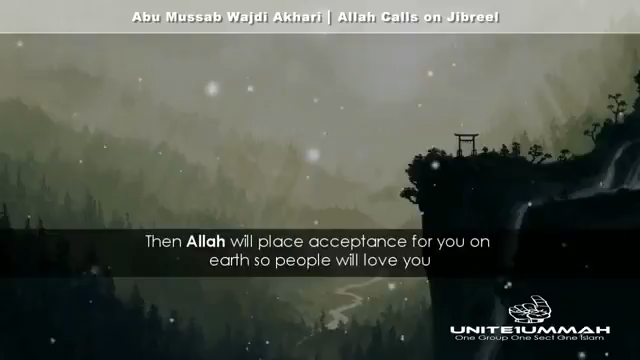 Abu Mussab Wajdi Akhari | Allah Calls on Jibreel
Then Allah will place acceptance for you on
earth so people will love you
UNITE1UMMAH
One Group One Sect One Islam